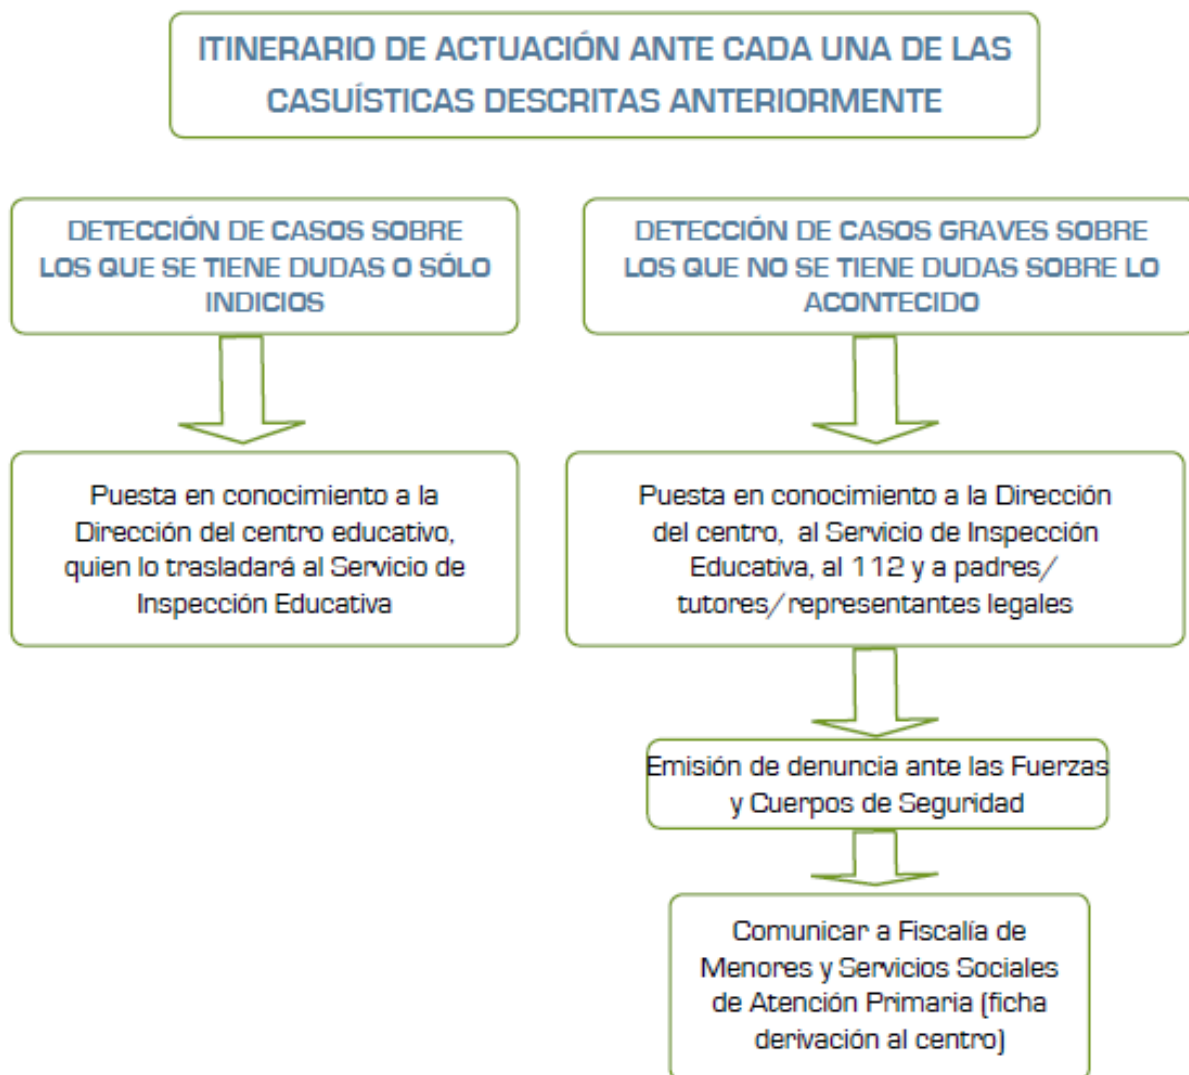 ITINERARIO DE ACTUACIÓN ANTE CADA UNA DE LAS
CASUÍSTICAS DESCRITAS ANTERIORMENTE
DETECCIÓN DE CASOS SOBRE
LOS QUE SE TIENE DUDAS O SÓLO
INDICIOS
DETECCIÓN DE CASOS GRAVES SOBRE
LOS QUE NO SE TIENE DUDAS SOBRE LO
ACONTECIDO
Puesta en conocimiento a la
Dirección del centro educativo,
quien lo trasladará al Servicio de
Inspección Educativa
Puesta en conocimiento a la Dirección
del centro, al Servicio de Inspección
Educativa, al 112 y a padres/
tutores/representantes legales
Emisión de denuncia ante las Fuerzas
y Cuerpos de Seguridad
Comunicar a Fiscalía de
Menores y Servicios Sociales
de Atención Primaria (ficha
derivación al centro)